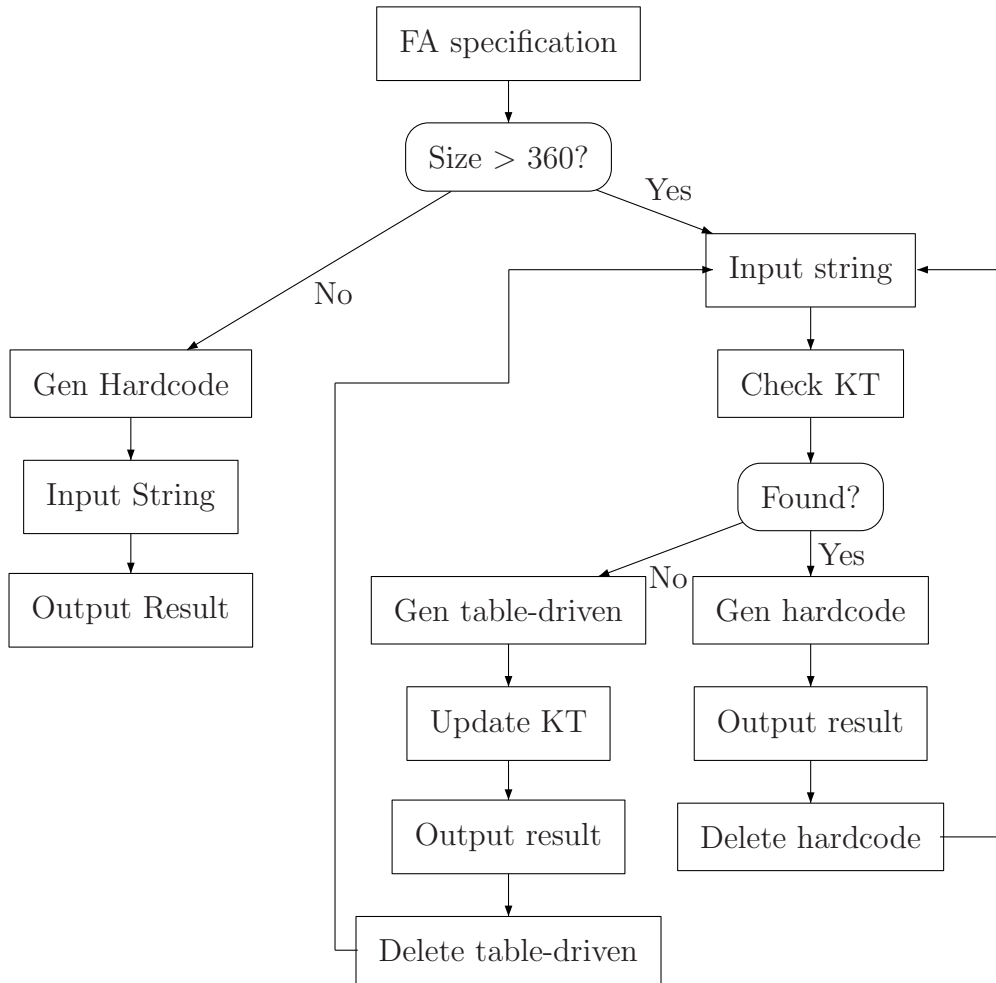 FA specification
Size > 360?
Yes
Input string
No
Gen Hardcode
Check KT
Input String
Found?
Yes
No
Output Result
Gen table-driven
Gen hardcode
Update KT
Output result
Output result
Delete hardcode
Delete table-driven